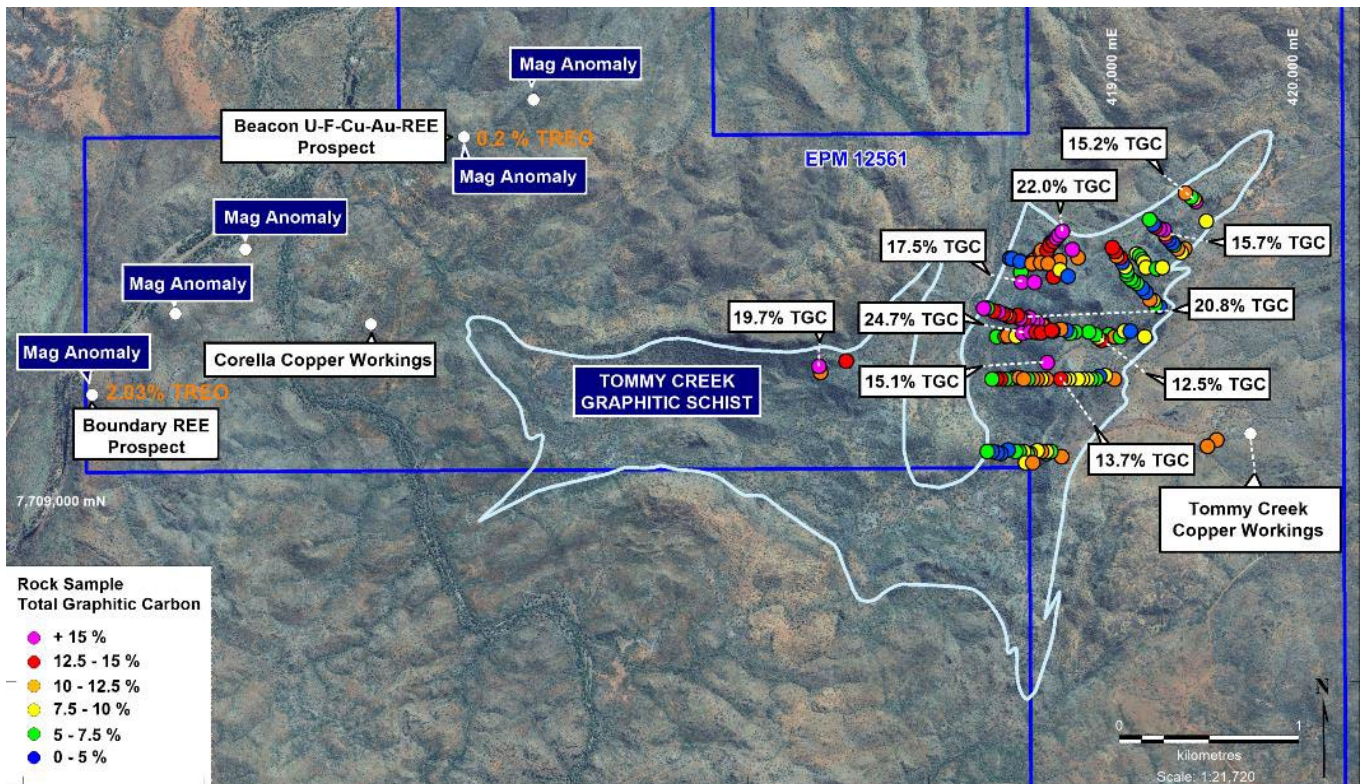 419,000 mE
420,000 mE
Mag Anomaly
Beacon U-F-Cu-Au-REE
Prospect
0.2 % TREO
Mag Anomaly
EPM 12561
15.2% TGC
22.0% TGC
Mag Anomaly
17.5% TGC
15.7% TGC
Mag Anomaly
19.7% TGC
24.7% TGC
20.8% TGC
Mag Anomaly
Corella Copper Workings
15.1% TGC
12.5% TGC
2.03% TREO
TOMMY CREEK
GRAPHITIC SCHIST
Boundary REE
Prospect
13.7% TGC
7,709,000 mN
Tommy Creek
Copper Workings
Rock Sample
Total Graphitic Carbon
+ 15 %
12.5 - 15 %
10 - 12.5 %
7.5 - 10 %
5 - 7.5 %
0 - 5 %
N
0 1
kilometres
Scale: 1:21,720